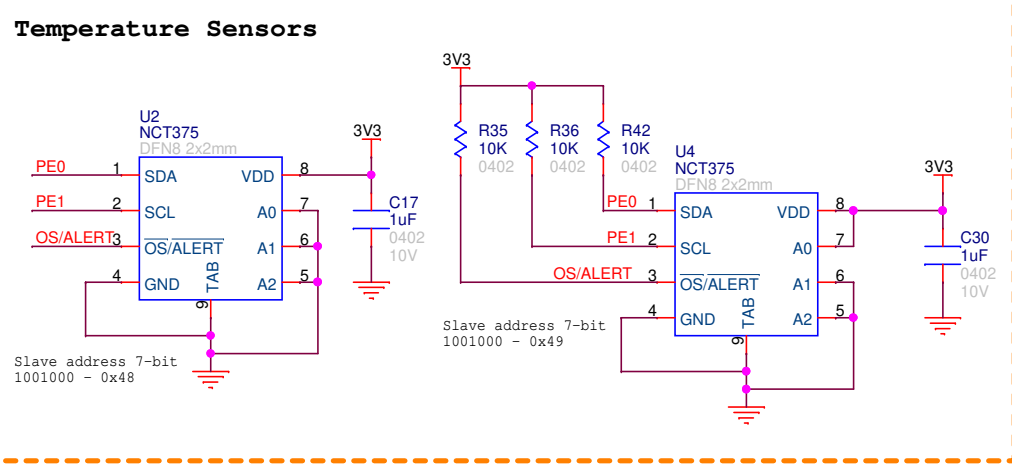 Temperature Sensors
U2
NCT375
DFN8 2x2mm
PE0
1
SDA
VDD
8
PE1
2
SCL
A0
7
OS/ALERT
3
OS/ALERT
A1
6
4
GND
TAB
A2
5
9
3V3
C17
1uF
0402
10V
Slave address 7-bit
1001000 - 0x48
3V3
R35
10K
0402
R36
10K
0402
R42
10K
0402
U4
NCT375
DFN8 2x2mm
PE0
1
SDA
VDD
8
PE1
2
SCL
A0
7
OS/ALERT
3
OS/ALERT
A1
6
4
GND
TAB
A2
5
9
3V3
C30
1uF
0402
10V
Slave address 7-bit
1001000 - 0x49